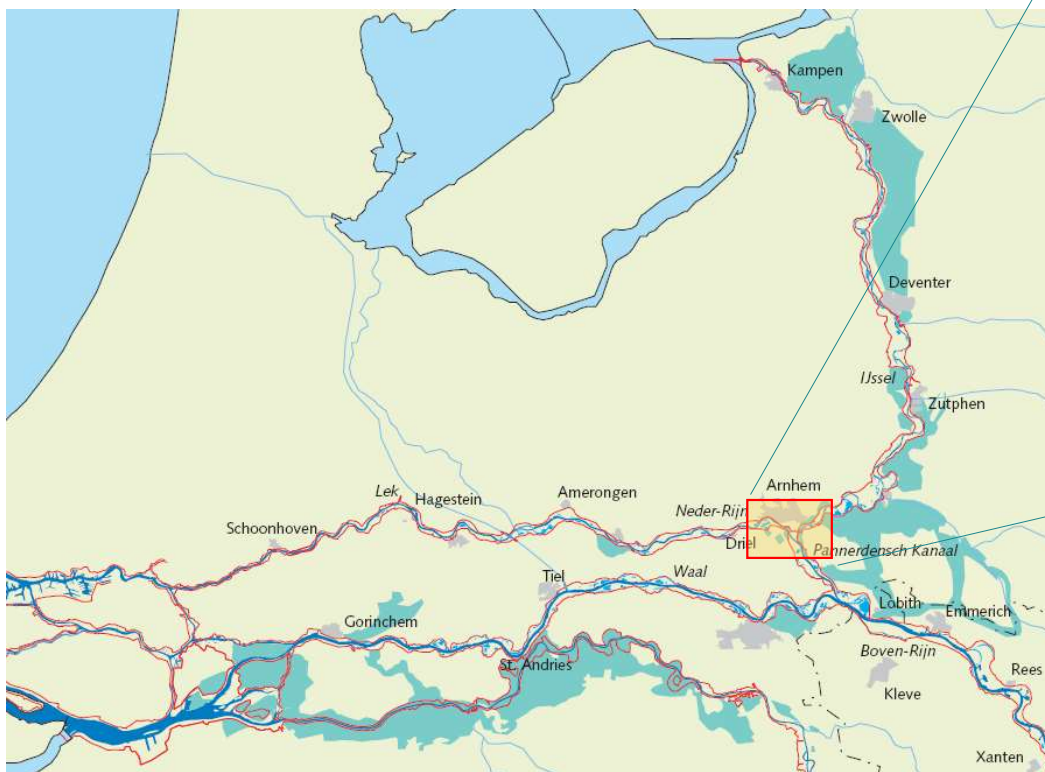 Kampen
Zwolle
Deventer
IJssel
Zutphen
Arnhem
Amerongen
Lek
Hagestein
Neder-Rijn
Schoonhoven
Driel
Pannerdensch Kanaal
Tiel
Waal
Lobith
Emmerich
Gorinchem
Boven-Rijn
St. Andries
Rees
Kleve
Xanten